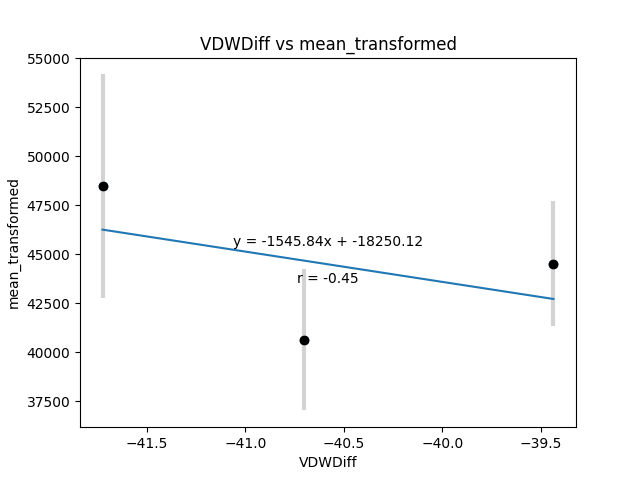 VDWDiff vs mean_transformed
55000
52500
50000
47500
45000
42500
40000
37500
mean_transformed
y = -1545.84x + -18250.12
r = -0.45
−41.5 −41.0 −40.5 −40.0 −39.5
VDWDiff